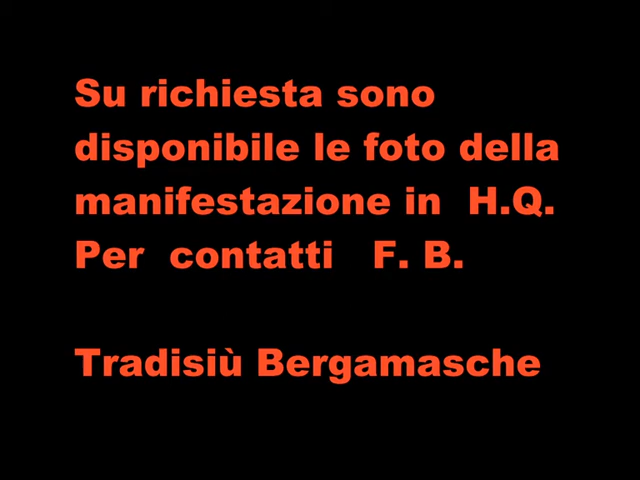 Su richiesta sono
disponibile le foto della
manifestazione in H.Q.
Per contatti F. B.
Tradisiù Bergamasche